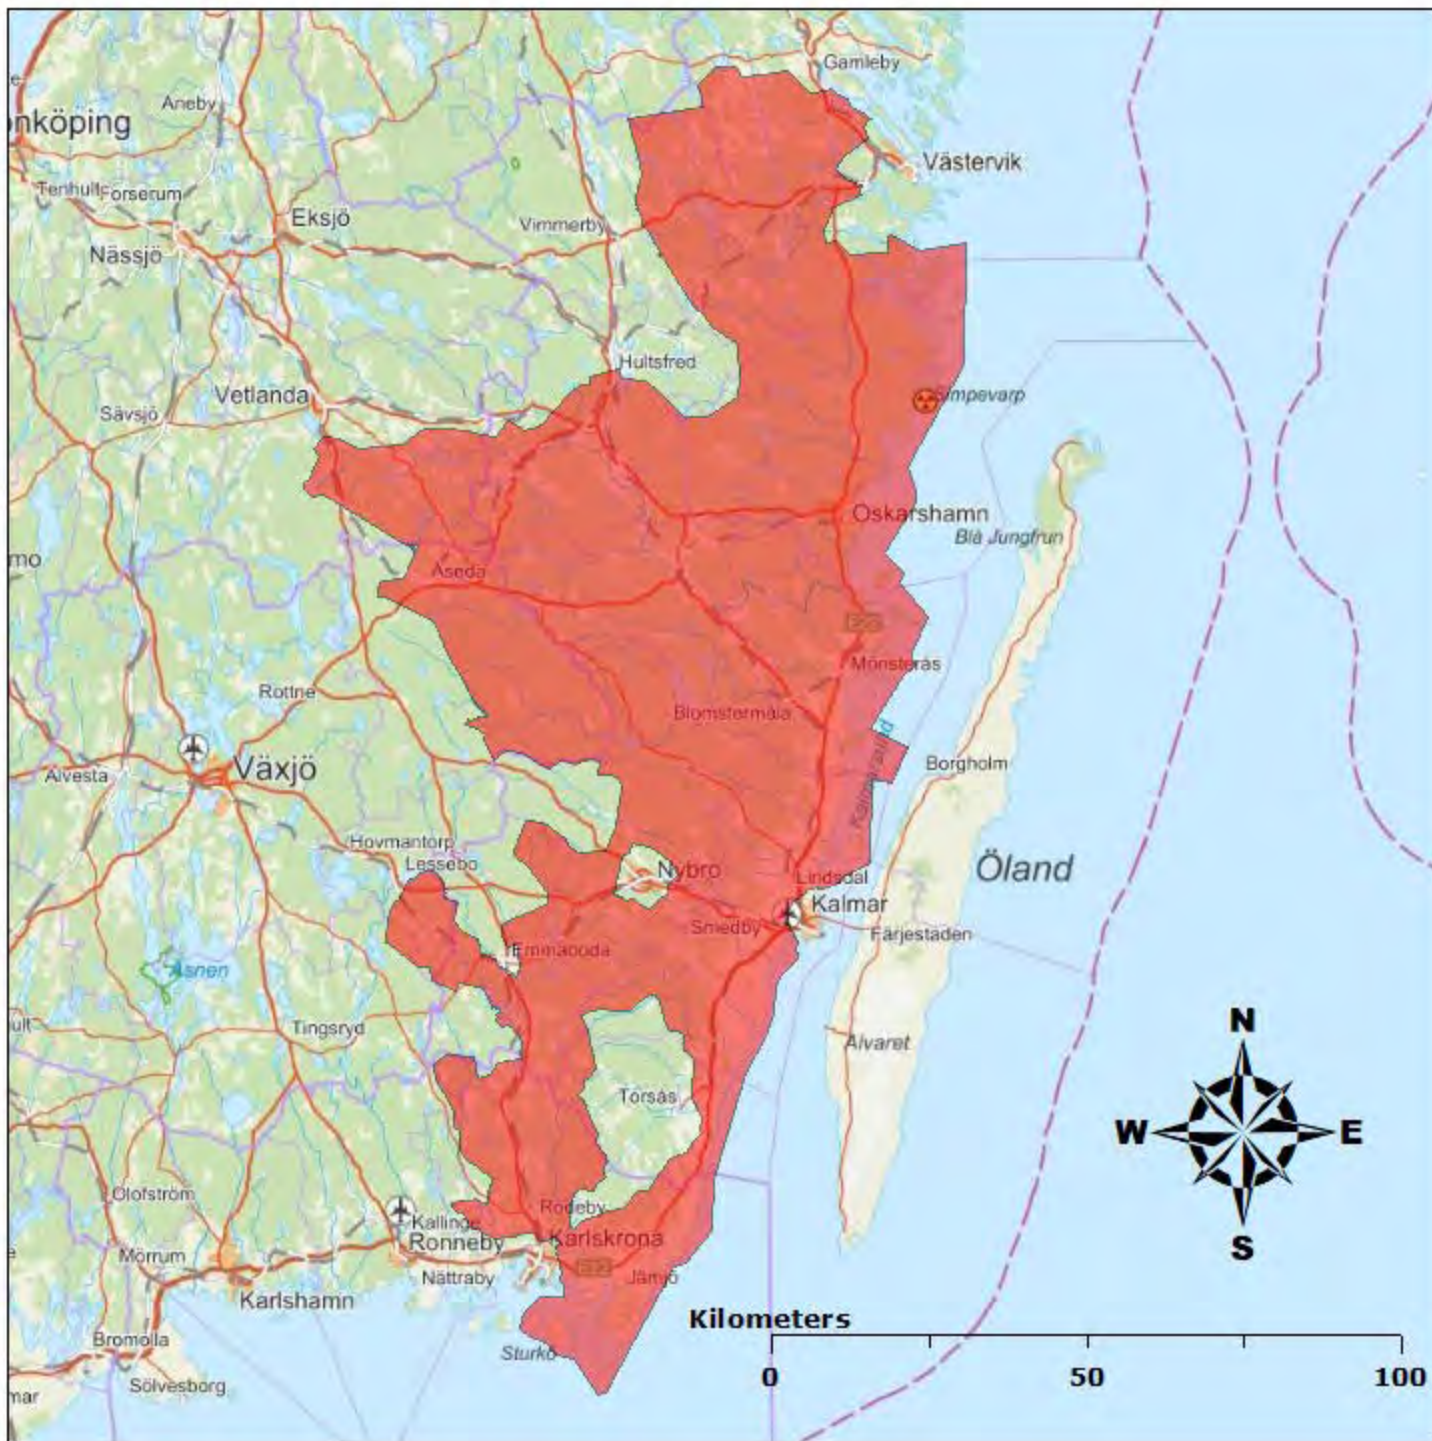 Gamleby
Aneby
onköping
Västervik
Tenhult
Forserum
Eksjö
Vimmerby
Nässjö
Hultsfred
Vetlanda
Simpevarp
Sävsjö
Oskarshamn
Blå Jungfrun
mo
Åseda
Mönsterås
Rottne
Blomstermåla
Kalmarsund
Växjö
Alvesta
Borgholm
Hovmantorp
Lessebo
Öland
Nybro
Lindsdal
Kalmar
Smedby
Färjestaden
Emmaboda
Åsnen
ult
Tingsryd
Alvaret
N
Torsås
W
E
Olofström
Rödeby
Kallinge
Karlskrona
Ronneby
S
Mörrum
Nättraby
Jämjö
Karlshamn
Kilometers
Bromölla
Sturkö
0
50
100
Sölvesborg
mar